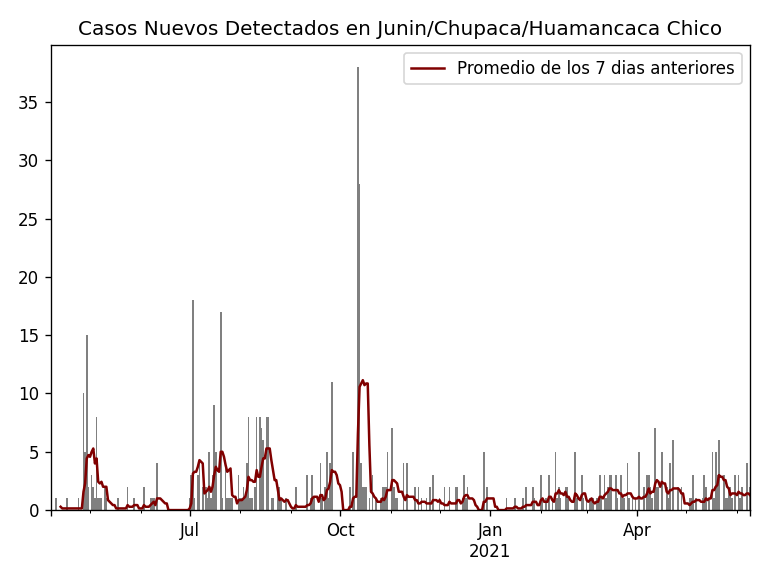 Casos Nuevos Detectados en Junin/Chupaca/Huamancaca Chico
Promedio de los 7 dias anteriores
35
30
25
20
15
10
5
0
Jul
Oct
Jan
2021
Apr